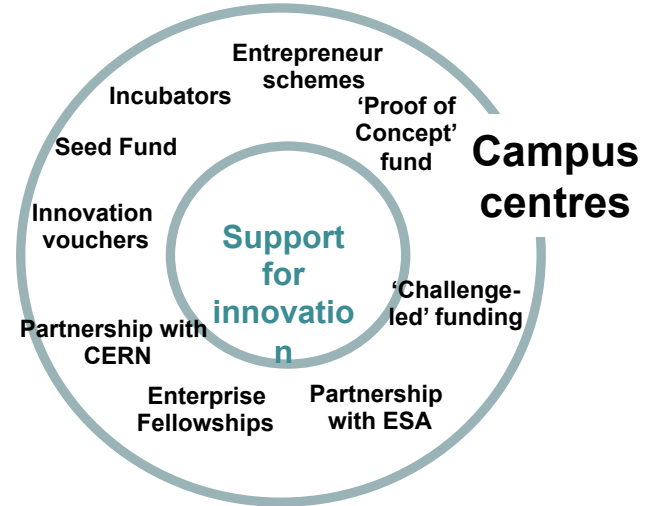 Entrepreneur
schemes
Incubators
‘Proof of
Concept’
fund
Campus
centres
Seed Fund
Innovation
vouchers
Support
for
innovatio
n
‘Challenge-
led’ funding
Partnership with
CERN
Enterprise
Fellowships
Partnership
with ESA